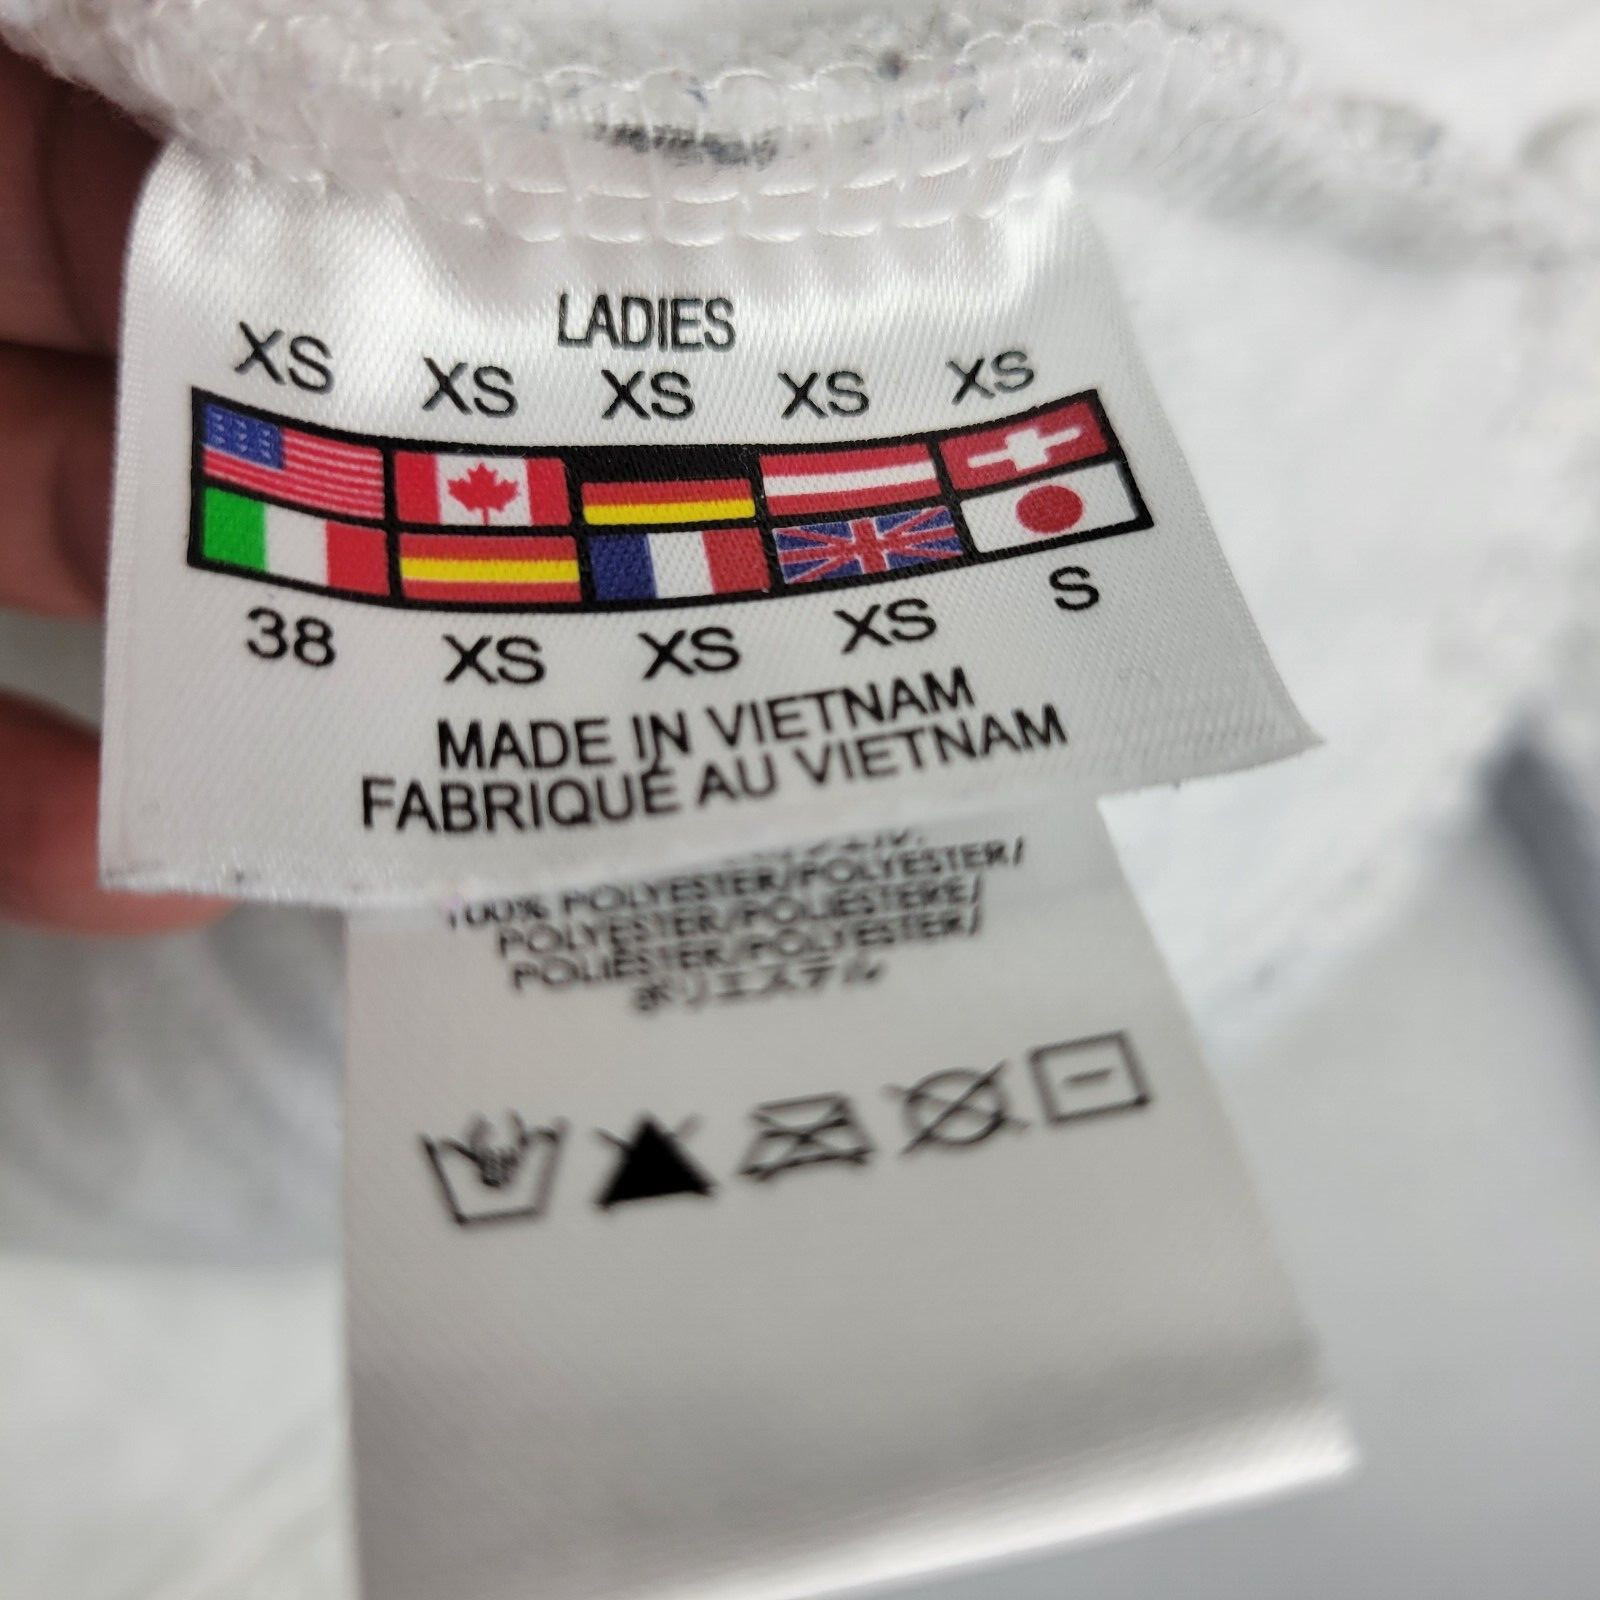 LADIES
XS XS XS XS XS
38 XS XS XS S
MADE IN VIETNAM
FABRIQUÉ AU VIETNAM
100% POLYESTER/POLYESTER/
POLYESTER/POLIESTERE/
POLIÉSTER/POLYESTER/
ポリエステル